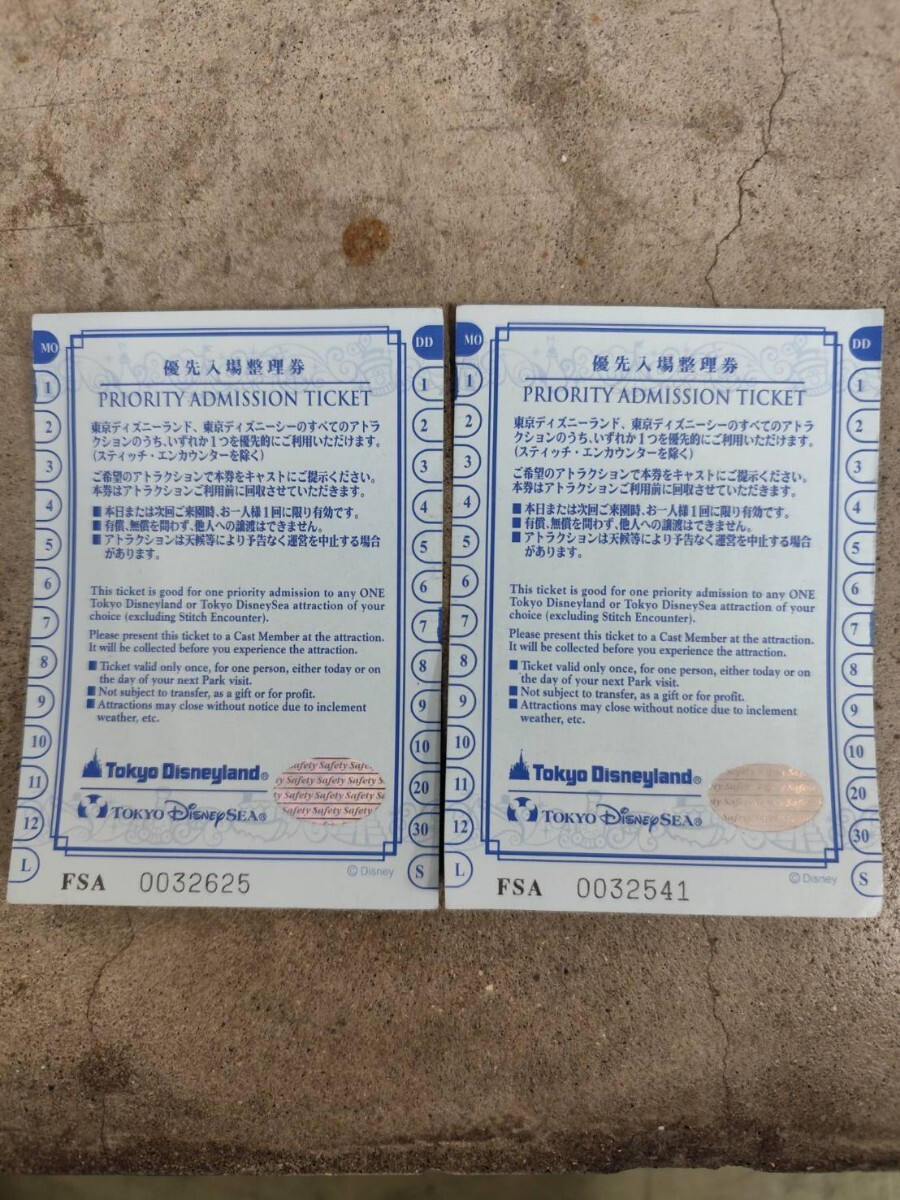 MO
DD
優先入場整理券
PRIORITY ADMISSION TICKET
東京ディズニーランド、東京ディズニーシーのすべてのアトラ
クションのうち、いずれか1つを優先的にご利用いただけます。
(スティッチ・エンカウンターを除く)
ご希望のアトラクションで本券をキャストにご提示ください。
本券はアトラクションご利用前に回収させていただきます。
■本日または次回ご来園時、お一人様1回に限り有効です。
■有償、無償を問わず、他人への譲渡はできません。
■アトラクションは天候等により予告なく運営を中止する場合
があります。
This ticket is good for one priority admission to any ONE
Tokyo Disneyland or Tokyo DisneySea attraction of your
choice (excluding Stitch Encounter).
Please present this ticket to a Cast Member at the attraction.
It will be collected before you experience the attraction.
■Ticket valid only once, for one person, either today or on
the day of your next Park visit.
■Not subject to transfer, as a gift or for profit.
■Attractions may close without notice due to inclement
weather, etc.
Tokyo Disneyland®
TOKYO DISNEYSEA®
Safety Safety Safety
Safety Safety Safety
Safety Safety Safety
Safety Safety Safety
1
2
3
4
5
6
7
8
9
10
11
12
L
1
2
3
4
5
6
7
8
9
10
20
30
S
FSA 0032625
©Disney
MO
DD
優先入場整理券
PRIORITY ADMISSION TICKET
東京ディズニーランド、東京ディズニーシーのすべてのアトラ
クションのうち、いずれか1つを優先的にご利用いただけます。
(スティッチ・エンカウンターを除く)
ご希望のアトラクションで本券をキャストにご提示ください。
本券はアトラクションご利用前に回収させていただきます。
■本日または次回ご来園時、お一人様1回に限り有効です。
■有償、無償を問わず、他人への譲渡はできません。
■アトラクションは天候等により予告なく運営を中止する場合
があります。
This ticket is good for one priority admission to any ONE
Tokyo Disneyland or Tokyo DisneySea attraction of your
choice (excluding Stitch Encounter).
Please present this ticket to a Cast Member at the attraction.
It will be collected before you experience the attraction.
■Ticket valid only once, for one person, either today or on
the day of your next Park visit.
■Not subject to transfer, as a gift or for profit.
■Attractions may close without notice due to inclement
weather, etc.
Tokyo Disneyland®
TOKYO DISNEYSEA®
1
2
3
4
5
6
7
8
9
10
11
12
L
1
2
3
4
5
6
7
8
9
10
20
30
S
FSA 0032541
©Disney